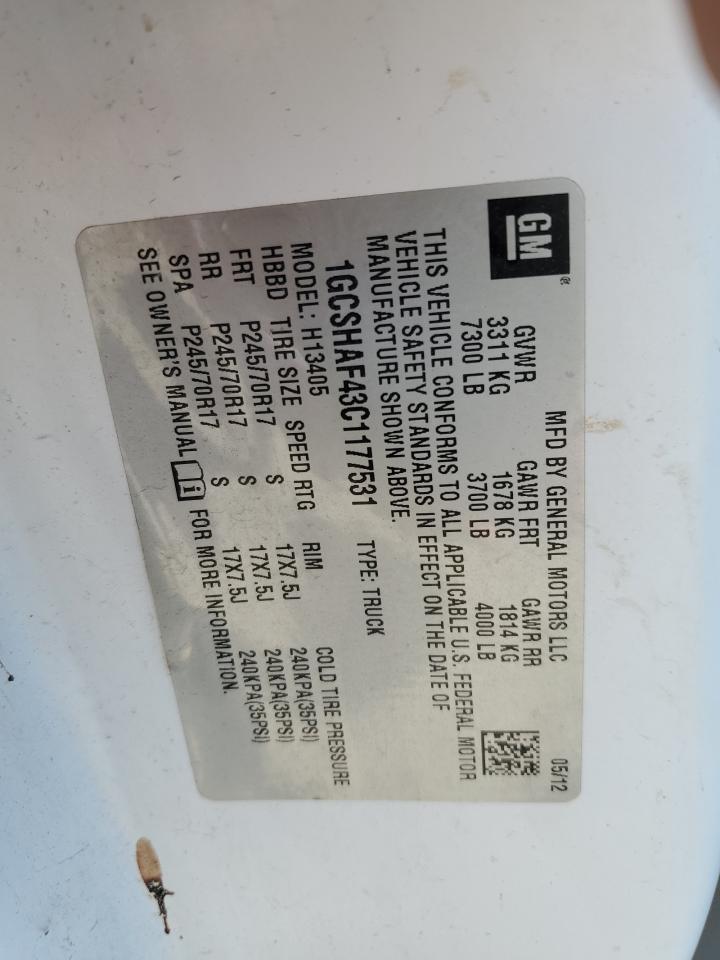 GM®
MFD BY GENERAL MOTORS LLC 05/12
GVWR GAWR FRT GAWR RR
3311 KG 1678 KG 1814 KG
7300 LB 3700 LB 4000 LB
THIS VEHICLE CONFORMS TO ALL APPLICABLE U.S. FEDERAL MOTOR
VEHICLE SAFETY STANDARDS IN EFFECT ON THE DATE OF
MANUFACTURE SHOWN ABOVE.
1GCSHAF43C1177531 TYPE: TRUCK
MODEL: H13405 COLD TIRE PRESSURE
HBBD TIRE SIZE SPEED RTG RIM
FRT P245/70R17 S 17X7.5J 240KPA(35PSI)
RR P245/70R17 S 17X7.5J 240KPA(35PSI)
SPA P245/70R17 S 17X7.5J 240KPA(35PSI)
SEE OWNER'S MANUAL i FOR MORE INFORMATION.